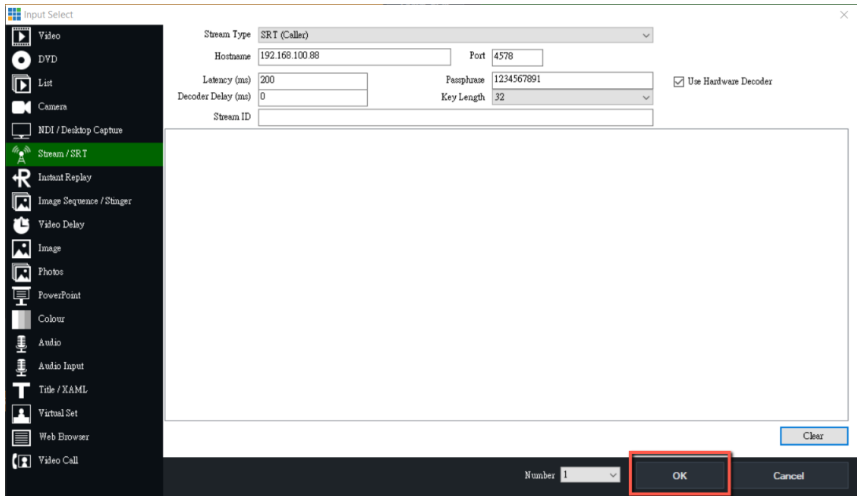 Input Select
Video
DVD
List
Camera
NDI / Desktop Capture
Stream / SRT
Instant Replay
Image Sequence / Stinger
Video Delay
Image
Photos
PowerPoint
Colour
Audio
Audio Input
Title / XAML
Virtual Set
Web Browser
Video Call
Stream Type SRT (Caller)
Hostname 192.168.100.88 Port 4578
Latency (ms) 200 Passphrase 1234567891 Use Hardware Decoder
Decoder Delay (ms) 0 Key Length 32
Stream ID
Clear
Number 1 OK Cancel